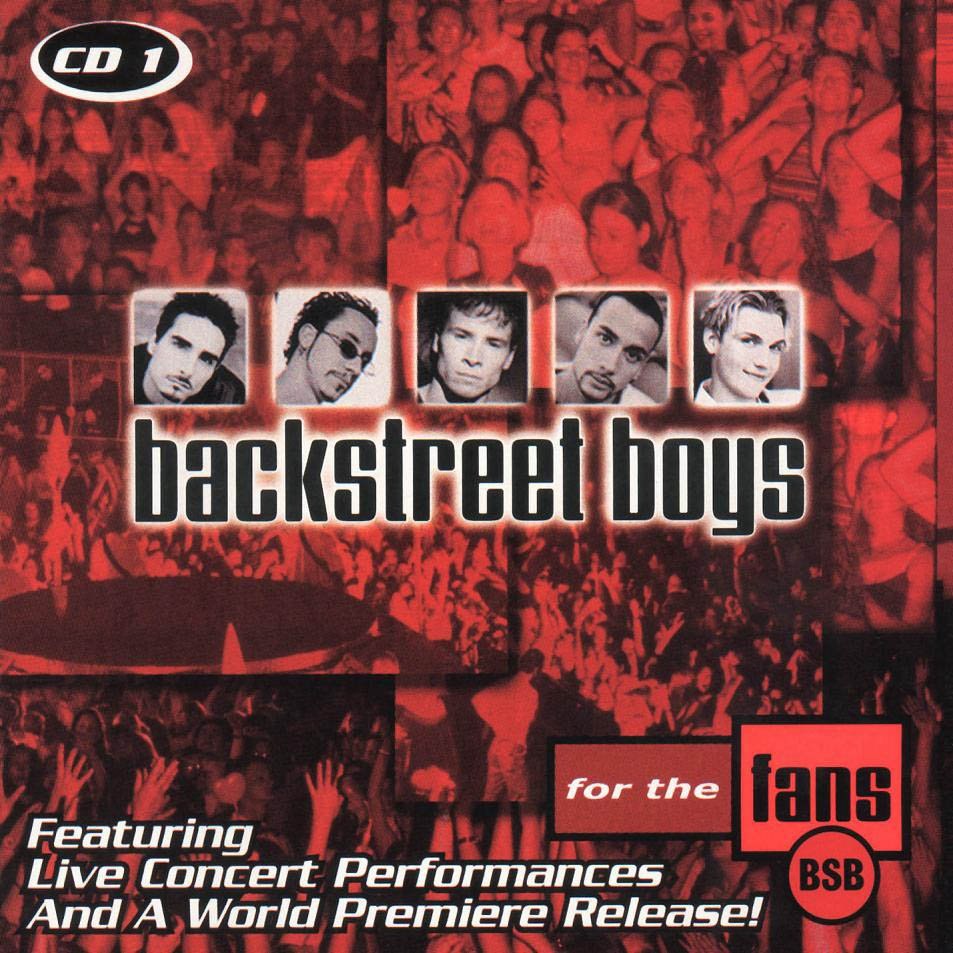 CD 1
backstreet boys
for the
fans
BSB
Featuring
Live Concert Performances
And A World Premiere Release!